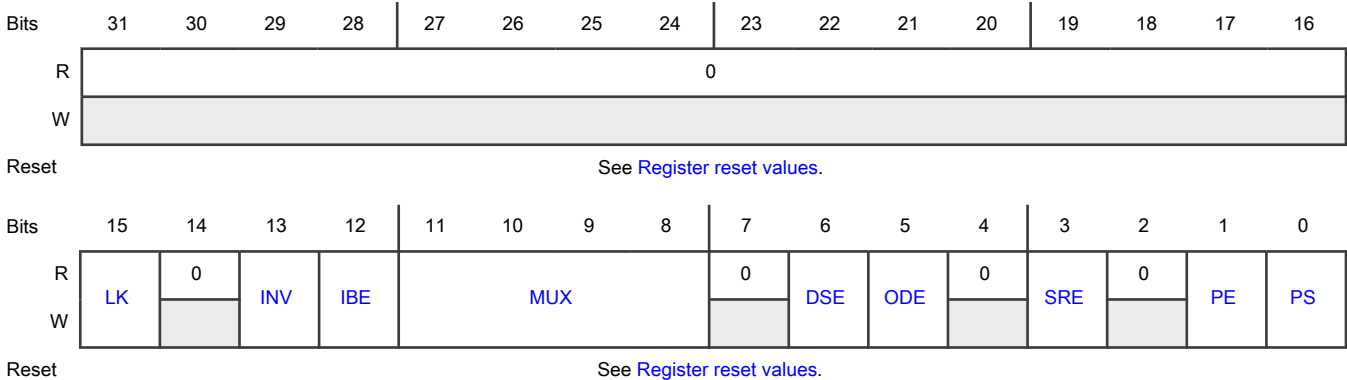 Bits 31 30 29 28 27 26 25 24 23 22 21 20 19 18 17 16
R 0
W
Reset See Register reset values.
Bits 15 14 13 12 11 10 9 8 7 6 5 4 3 2 1 0
R LK 0 INV IBE MUX 0 DSE ODE 0 SRE 0 PE PS
W
Reset See Register reset values.